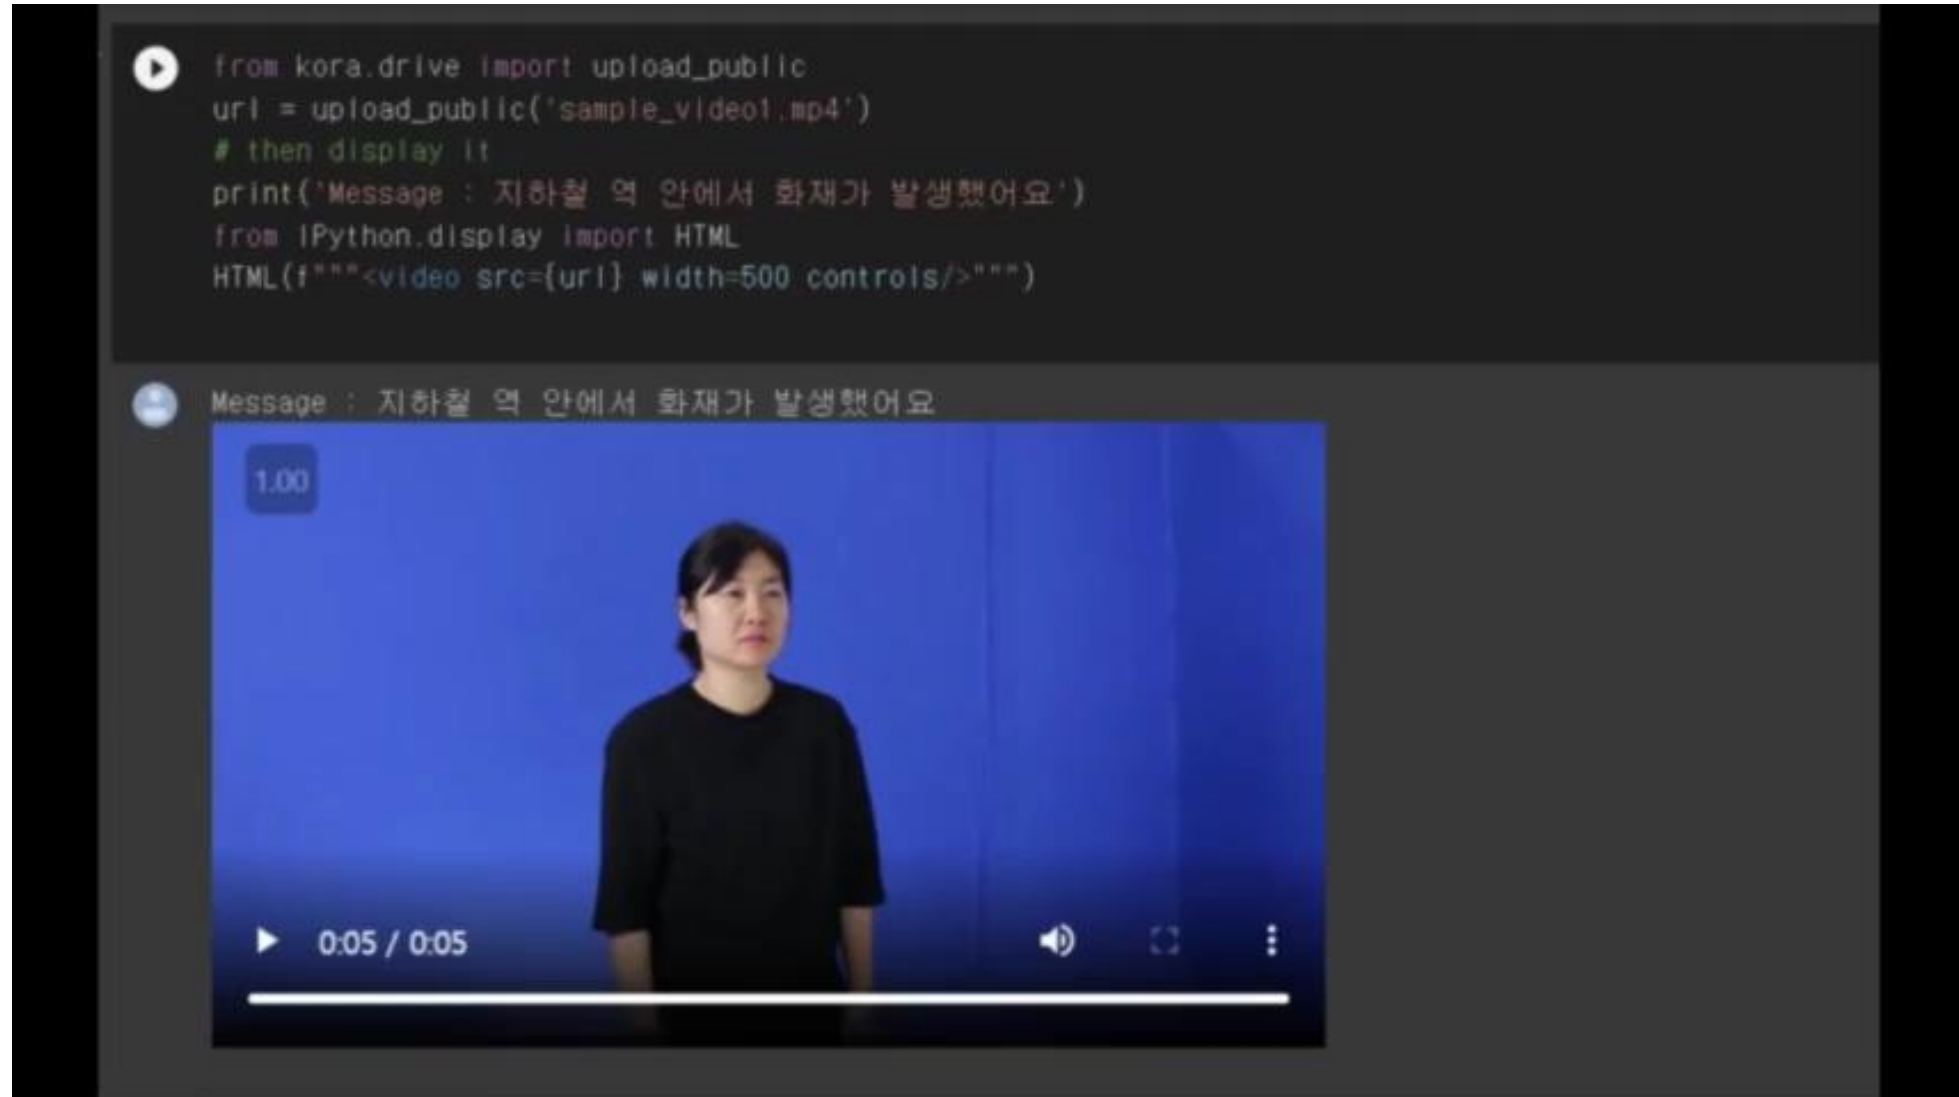 from kora.drive import upload_public
url = upload_public('sample_video1.mp4')
# then display it
print('Message : 지하철 역 안에서 화재가 발생했어요')
from IPython.display import HTML
HTML(f"""<video src={url} width=500 controls/>""")
Message : 지하철 역 안에서 화재가 발생했어요
1.00
0:05 / 0:05